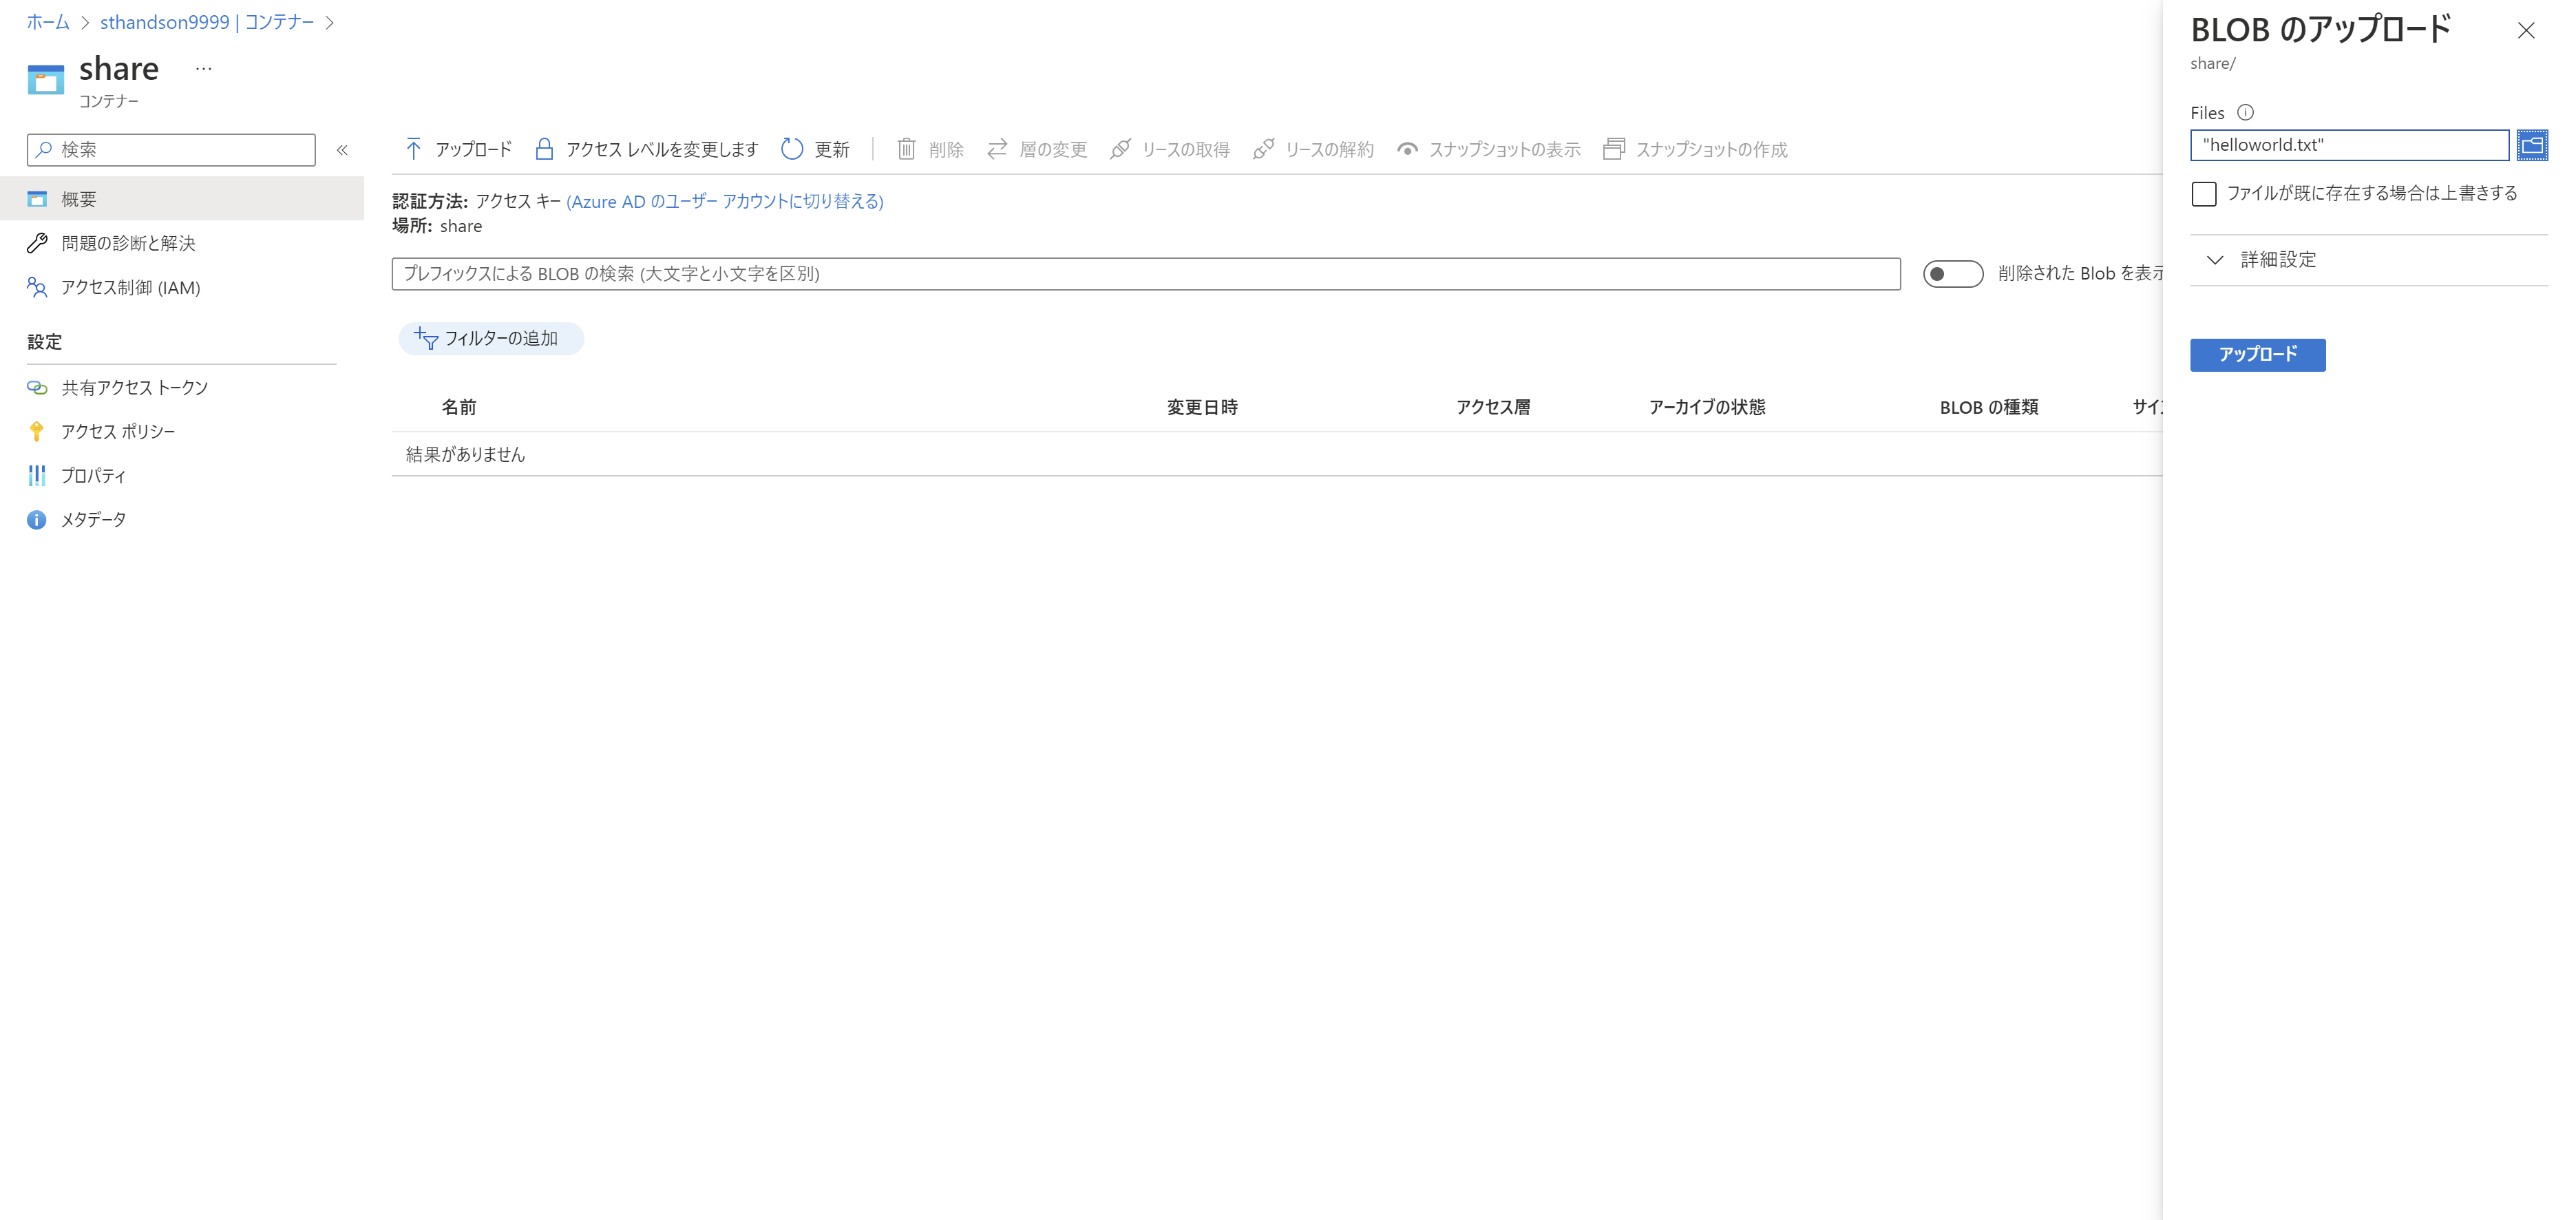 ホーム > sthandson9999 | コンテナー >
share ...
コンテナー
検索
«
概要
問題の診断と解決
アクセス制御 (IAM)
設定
共有アクセス トークン
アクセス ポリシー
プロパティ
メタデータ
アップロード アクセス レベルを変更します 更新 削除 層の変更 リースの取得 リースの解約 スナップショットの表示 スナップショットの作成
認証方法: アクセス キー (Azure AD のユーザー アカウントに切り替える)
場所: share
プレフィックスによる BLOB の検索 (大文字と小文字を区別)
削除された Blob を表示
フィルターの追加
名前 変更日時 アクセス層 アーカイブの状態 BLOB の種類
結果がありません
BLOB のアップロード
share/
Files
"helloworld.txt"
ファイルが既に存在する場合は上書きする
詳細設定
アップロード